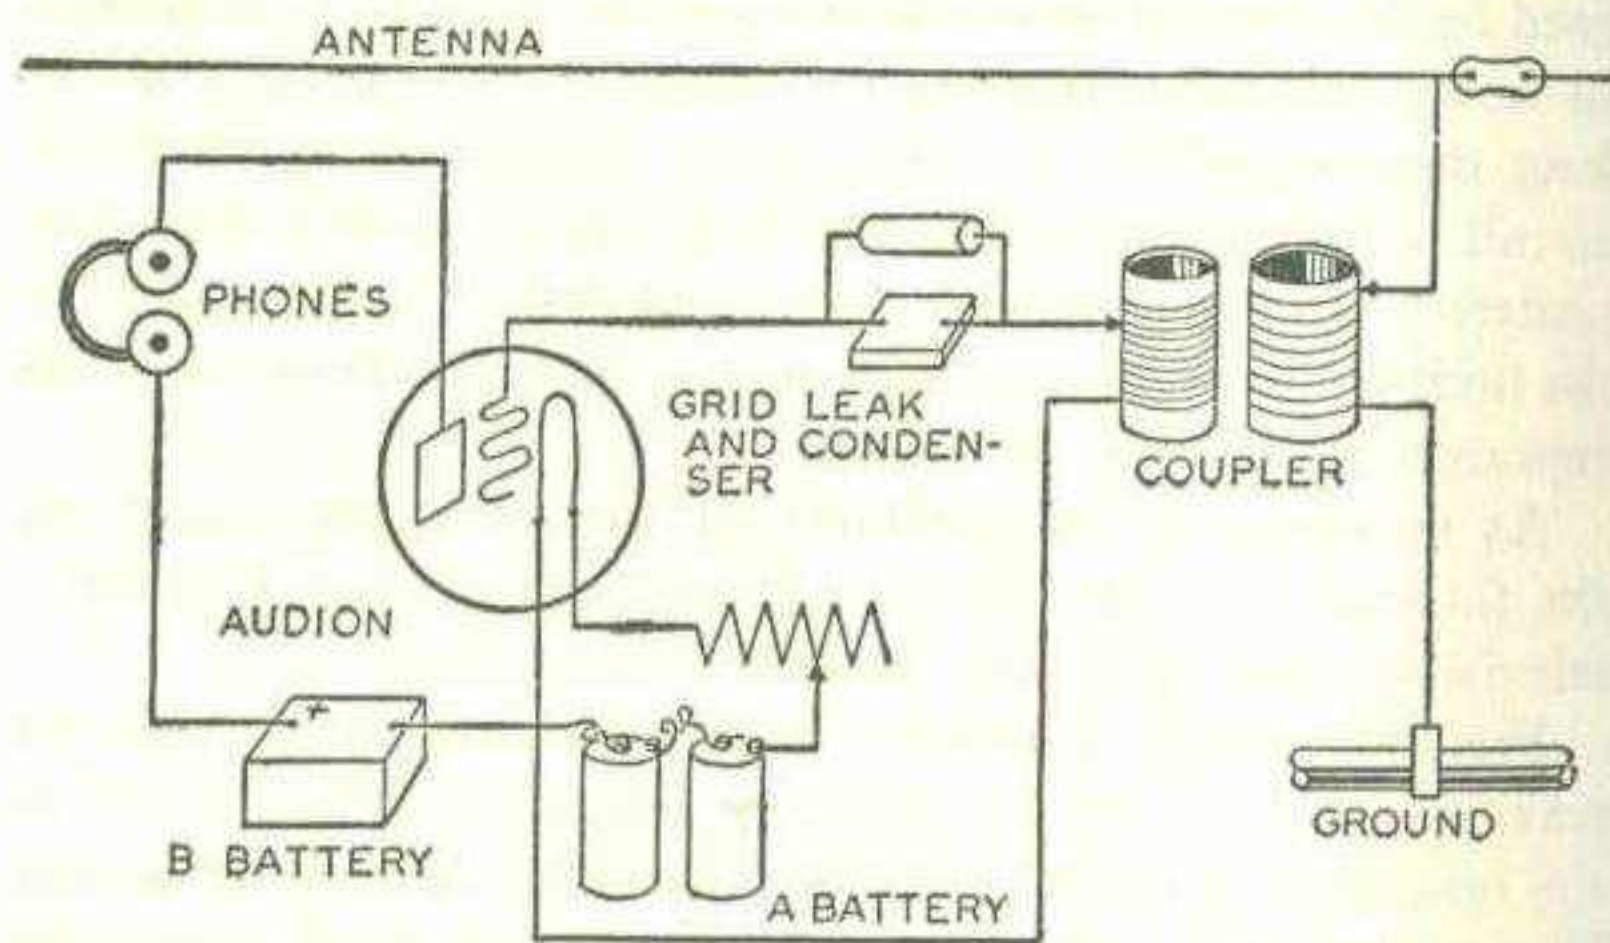 ANTENNA
PHONES
GRID LEAK
AND CONDEN-
SER
COUPLER
AUDION
+
B BATTERY
A BATTERY
GROUND